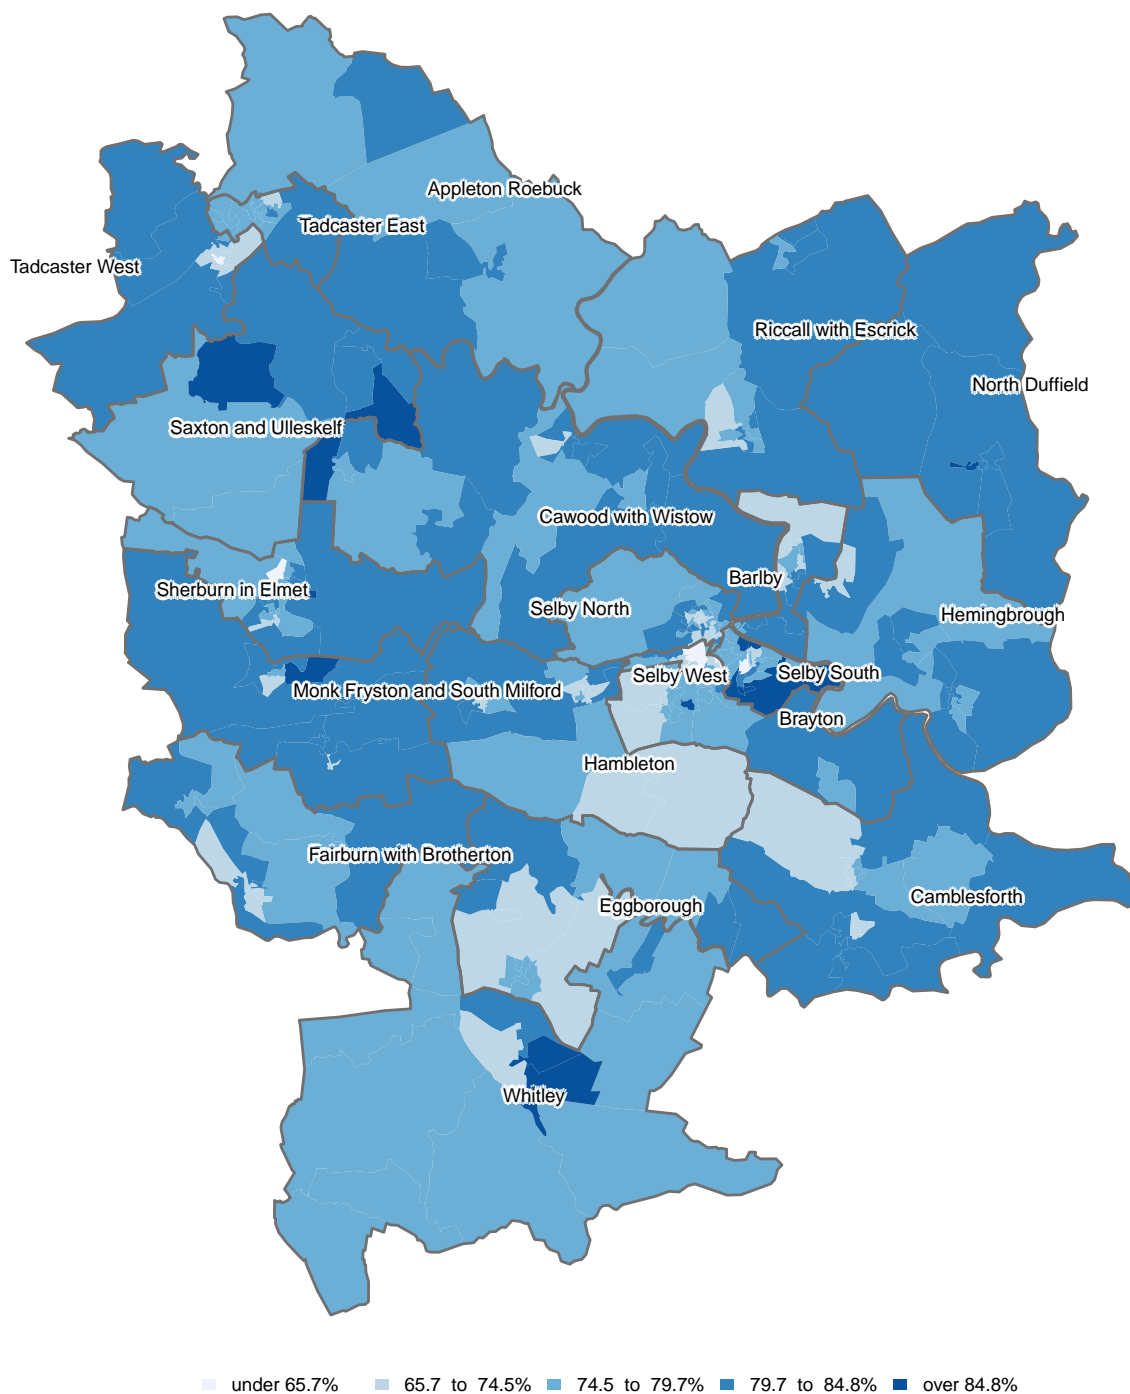 Appleton Roebuck
Tadcaster East
Tadcaster West
Riccall with Escrick
North Duffield
Saxton and Ulleskelf
Cawood with Wistow
Barlby
Sherburn in Elmet
Selby North
Hemingbrough
Selby West
Selby South
Monk Fryston and South Milford
Brayton
Hambleton
Fairburn with Brotherton
Camblesforth
Eggborough
Whitley
under 65.7% 65.7 to 74.5% 74.5 to 79.7% 79.7 to 84.8% over 84.8%